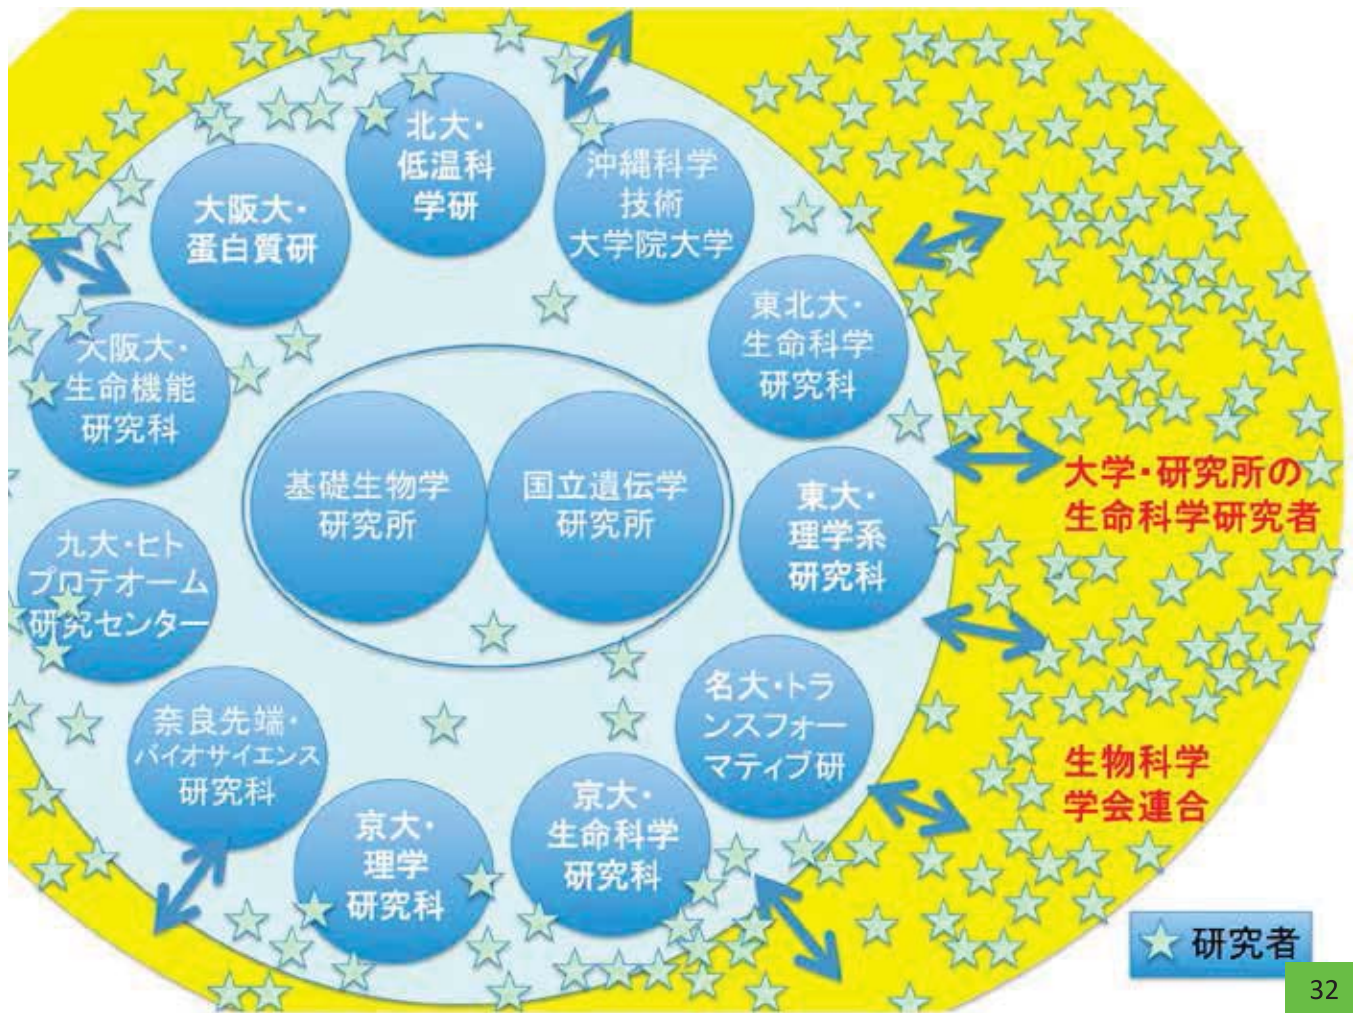 北大・
低温科
学研
沖縄科学
技術
大学院大学
大阪大・
蛋白質研
東北大・
生命科学
研究科
大阪大・
生命機能
研究科
基礎生物学
研究所
国立遺伝学
研究所
東大・
理学系
研究科
大学・研究所の
生命科学研究者
九大・ヒト
プロテオーム
研究センター
名大・トラ
ンスフォー
マティブ研
奈良先端・
バイオサイエンス
研究科
京大・
理学
研究科
京大・
生命科学
研究科
生物科学
学会連合
研究者
32